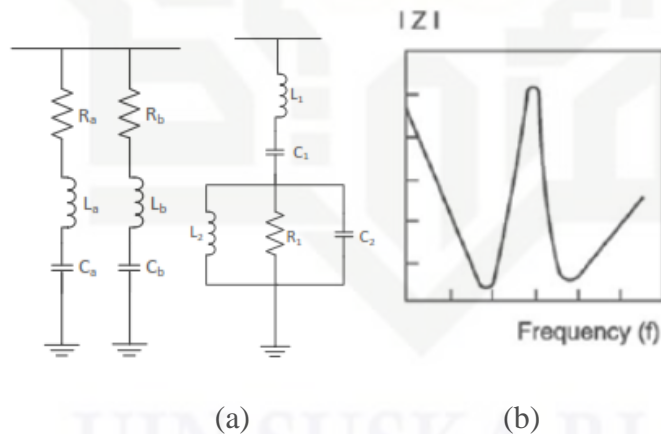 | Z |
Rₐ
R_b
Lₐ
L_b
Cₐ
C_b
L₁
C₁
L₂
R₁
C₂
Frequency (f)
(a)
(b)